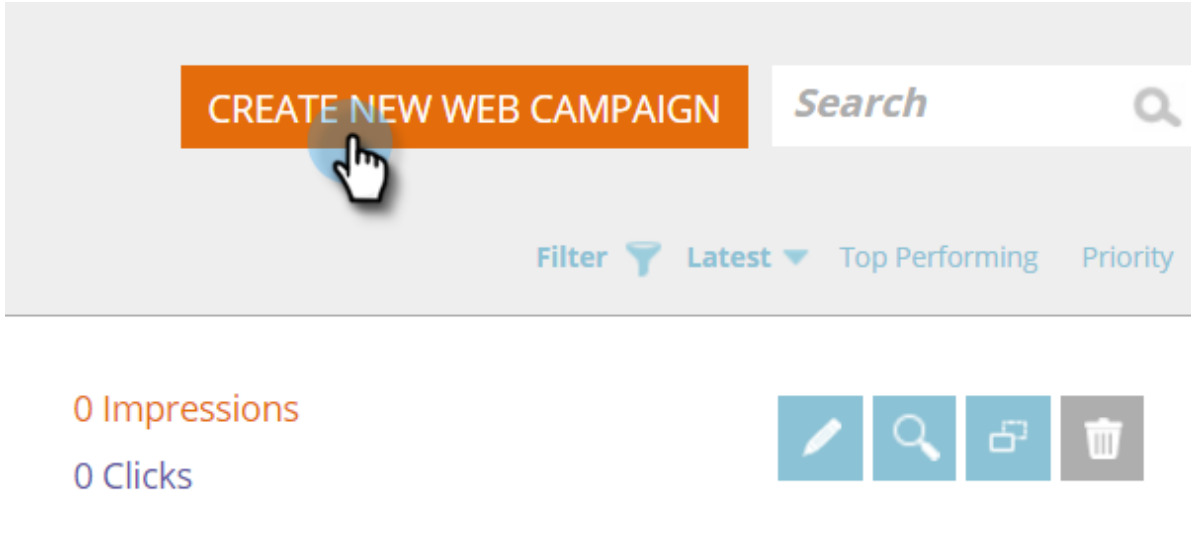 CREATE NEW WEB CAMPAIGN Search
Filter Latest Top Performing Priority
0 Impressions
0 Clicks